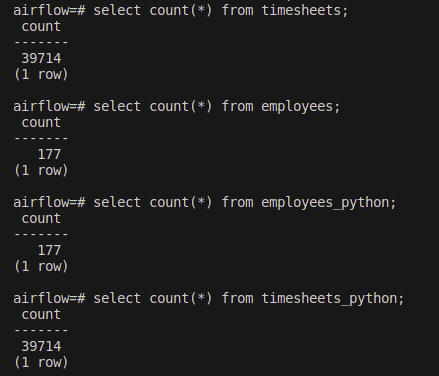 airflow=# select count(*) from timesheets;
count
-------
39714
(1 row)
airflow=# select count(*) from employees;
count
-------
177
(1 row)
airflow=# select count(*) from employees_python;
count
-------
177
(1 row)
airflow=# select count(*) from timesheets_python;
count
-------
39714
(1 row)